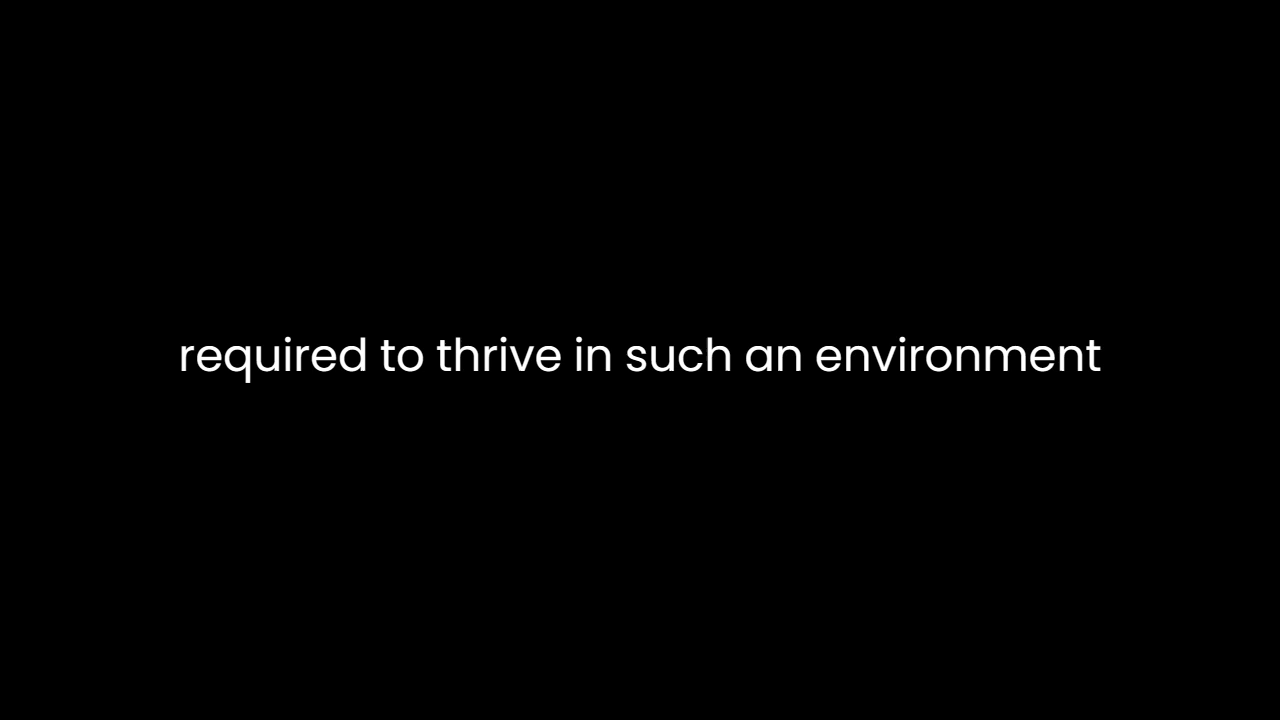 required to thrive in such an environment